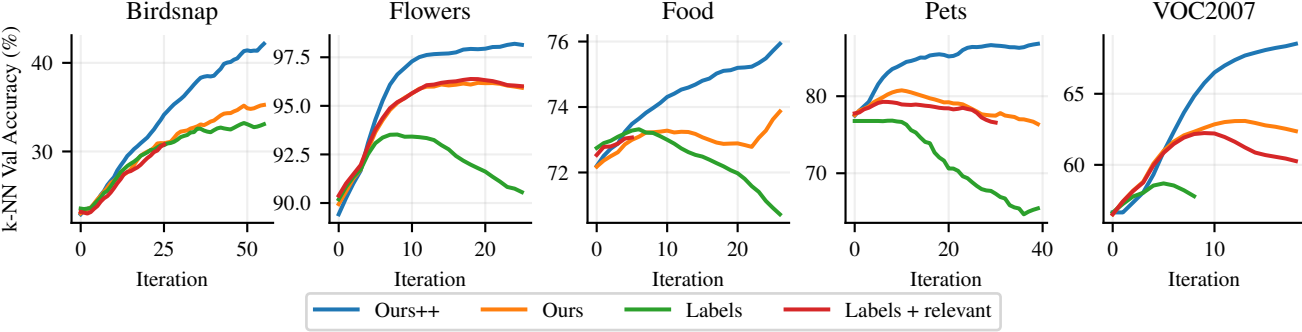 Birdsnap Flowers Food Pets VOC2007
k-NN Val Accuracy (%)
40
30
0 25 50
Iteration
97.5
95.0
92.5
90.0
0 10 20
Iteration
76
74
72
0 10 20
Iteration
80
70
0 10 20 30 40
Iteration
65
60
0 10
Iteration
Ours++ Ours Labels Labels + relevant